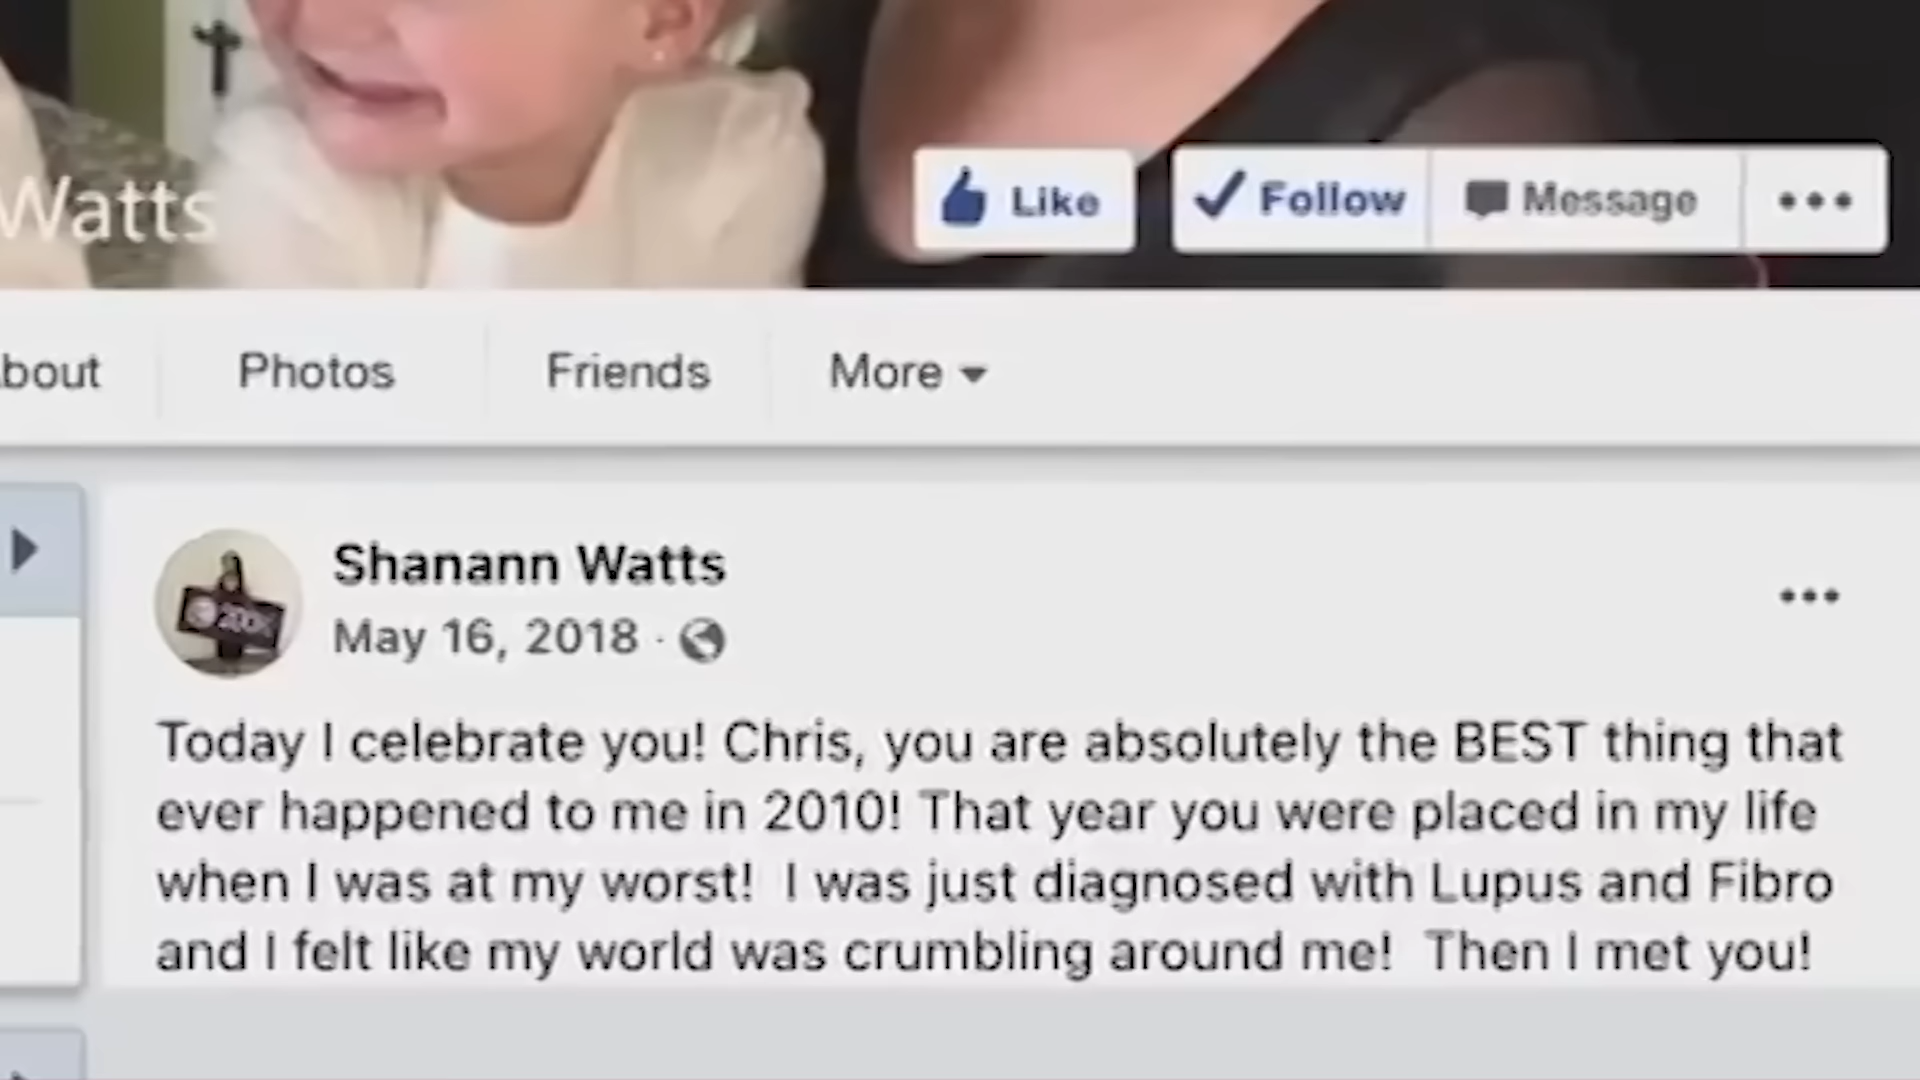 Watts
Like
Follow
Message
bout
Photos
Friends
More
Shanann Watts
May 16, 2018 ·
Today I celebrate you! Chris, you are absolutely the BEST thing that
ever happened to me in 2010! That year you were placed in my life
when I was at my worst!  I was just diagnosed with Lupus and Fibro
and I felt like my world was crumbling around me!  Then I met you!